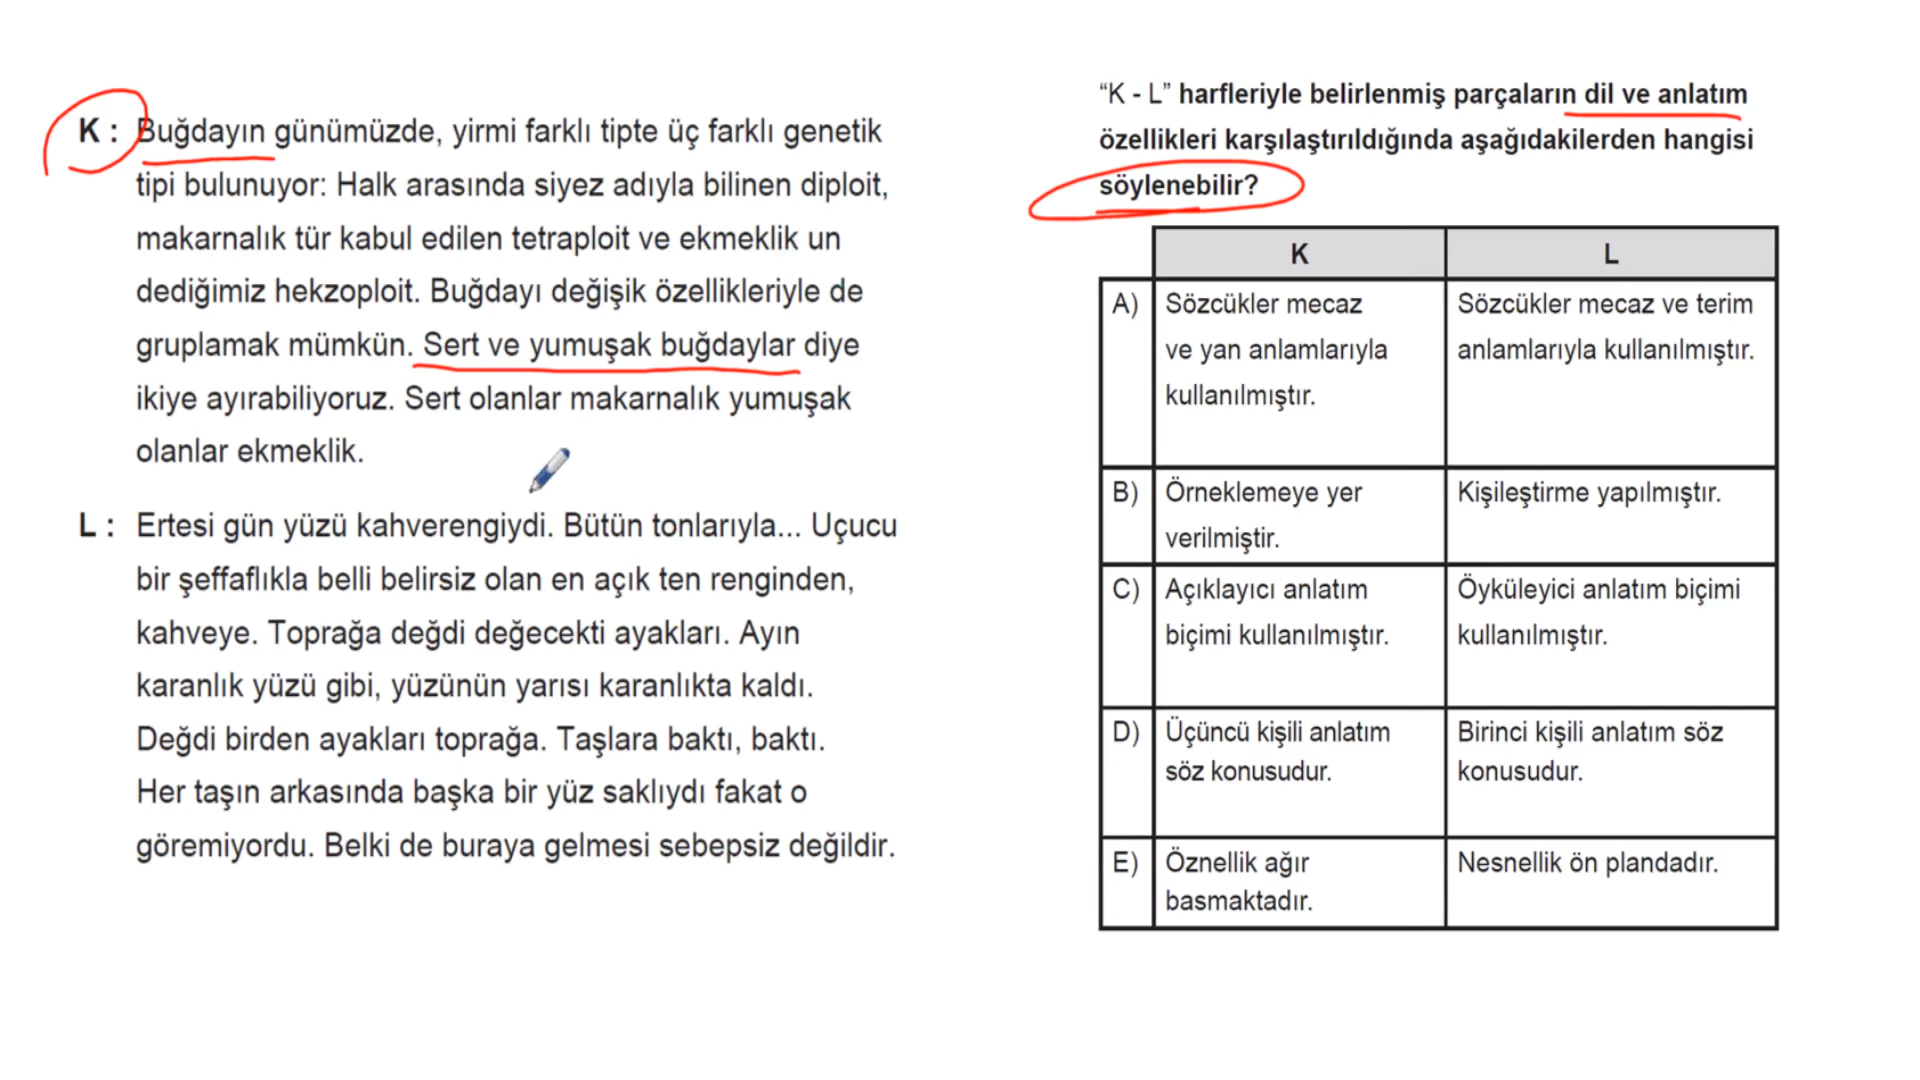 K : Buğdayın günümüzde, yirmi farklı tipte üç farklı genetik
tipi bulunuyor: Halk arasında siyez adıyla bilinen diploit,
makarnalık tür kabul edilen tetraploit ve ekmeklik un
dediğimiz hekzoploit. Buğdayı değişik özellikleriyle de
gruplamak mümkün. Sert ve yumuşak buğdaylar diye
ikiye ayırabiliyoruz. Sert olanlar makarnalık yumuşak
olanlar ekmeklik.
L : Ertesi gün yüzü kahverengiydi. Bütün tonlarıyla... Uçucu
bir şeffaflıkla belli belirsiz olan en açık ten renginden,
kahveye. Toprağa değdi değecekti ayakları. Ayın
karanlık yüzü gibi, yüzünün yarısı karanlıkta kaldı.
Değdi birden ayakları toprağa. Taşlara baktı, baktı.
Her taşın arkasında başka bir yüz saklıydı fakat o
göremiyordu. Belki de buraya gelmesi sebepsiz değildir.
“K - L” harfleriyle belirlenmiş parçaların dil ve anlatım
özellikleri karşılaştırıldığında aşağıdakilerden hangisi
söylenebilir?
K L
A) Sözcükler mecaz
ve yan anlamlarıyla
kullanılmıştır.
Sözcükler mecaz ve terim
anlamlarıyla kullanılmıştır.
B) Örneklemeye yer
verilmiştir.
Kişileştirme yapılmıştır.
C) Açıklayıcı anlatım
biçimi kullanılmıştır.
Öyküleyici anlatım biçimi
kullanılmıştır.
D) Üçüncü kişili anlatım
söz konusudur.
Birinci kişili anlatım söz
konusudur.
E) Öznellik ağır
basmaktadır.
Nesnellik ön plandadır.